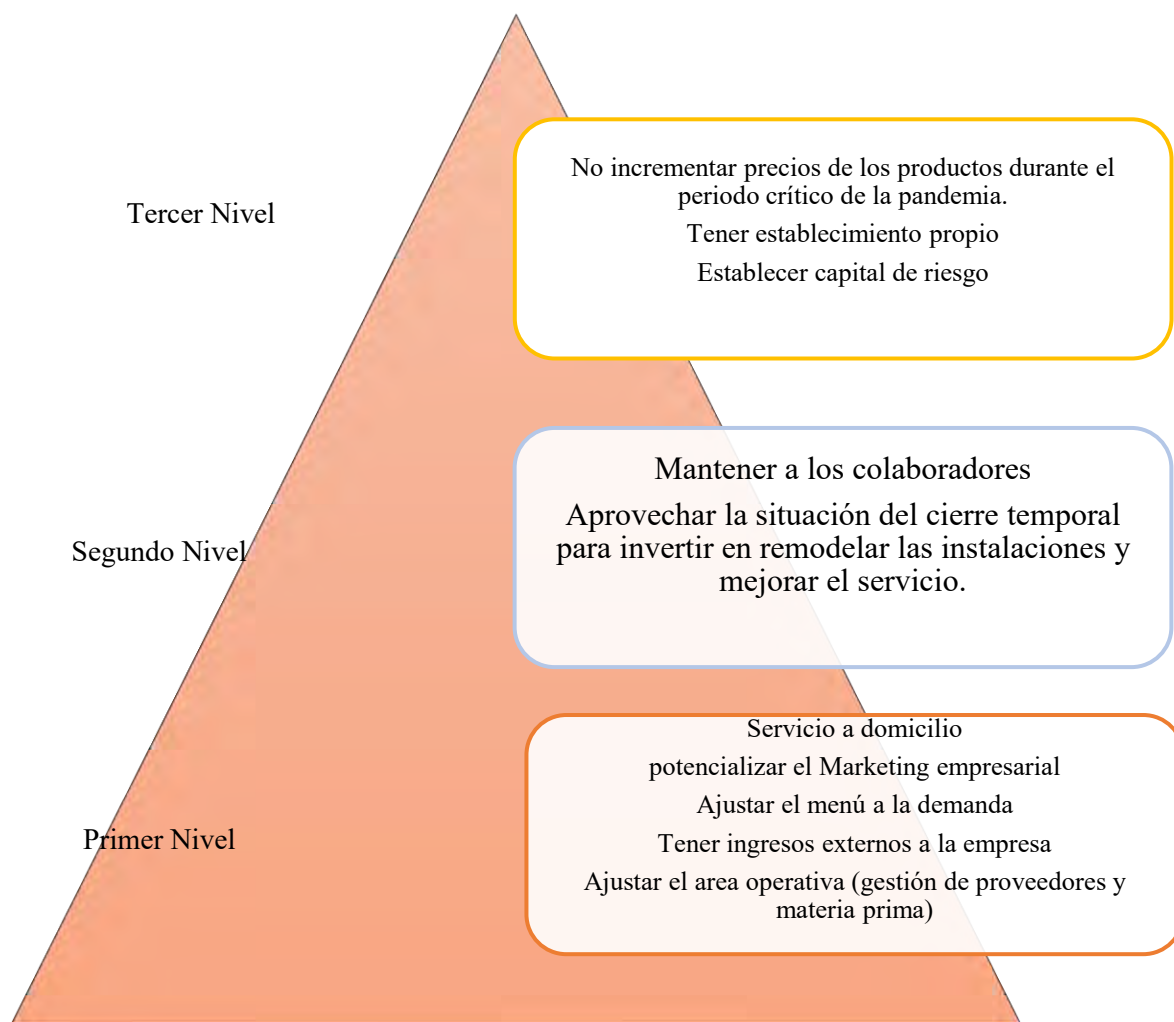 Tercer Nivel
No incrementar precios de los productos durante el
periodo crítico de la pandemia.
Tener establecimiento propio
Establecer capital de riesgo
Segundo Nivel
Mantener a los colaboradores
Aprovechar la situación del cierre temporal
para invertir en remodelar las instalaciones y
mejorar el servicio.
Primer Nivel
Servicio a domicilio
potencializar el Marketing empresarial
Ajustar el menú a la demanda
Tener ingresos externos a la empresa
Ajustar el area operativa (gestión de proveedores y
materia prima)